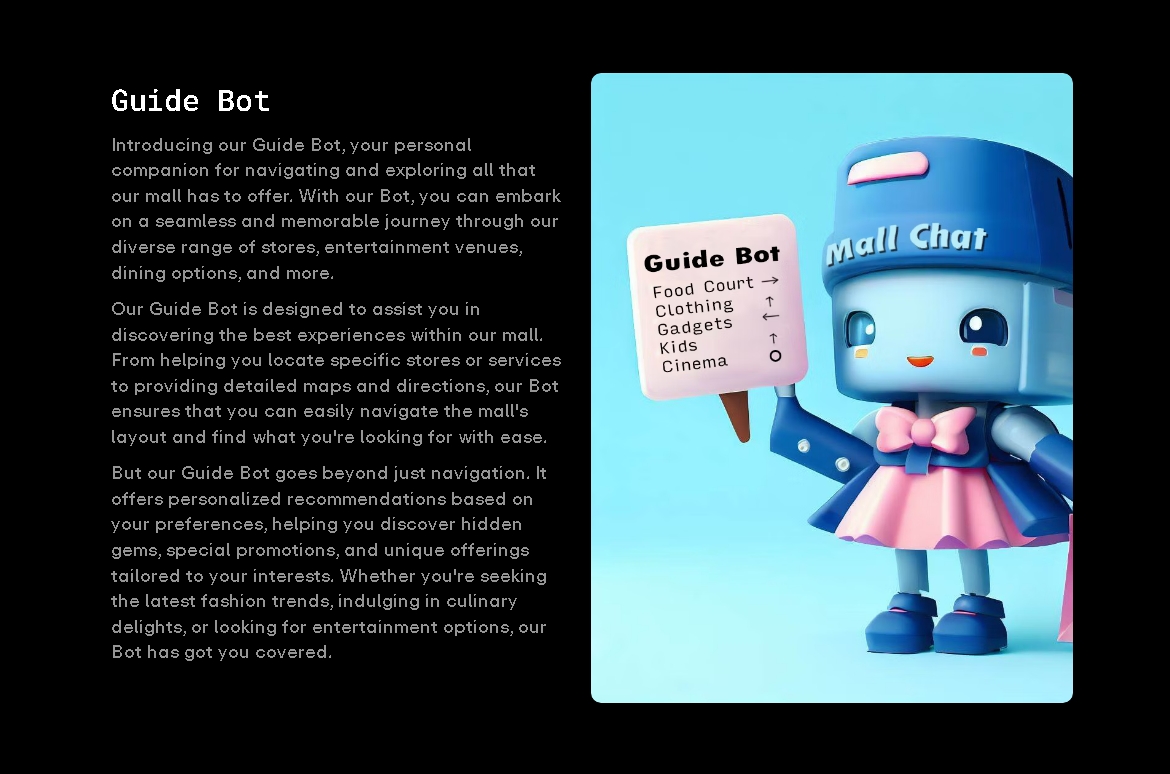 Guide Bot
Introducing our Guide Bot, your personal
companion for navigating and exploring all that
our mall has to offer. With our Bot, you can embark
on a seamless and memorable journey through our
diverse range of stores, entertainment venues,
dining options, and more.
Our Guide Bot is designed to assist you in
discovering the best experiences within our mall.
From helping you locate specific stores or services
to providing detailed maps and directions, our Bot
ensures that you can easily navigate the mall's
layout and find what you're looking for with ease.
But our Guide Bot goes beyond just navigation. It
offers personalized recommendations based on
your preferences, helping you discover hidden
gems, special promotions, and unique offerings
tailored to your interests. Whether you're seeking
the latest fashion trends, indulging in culinary
delights, or looking for entertainment options, our
Bot has got you covered.
Mall Chat
Guide Bot
Food Court →
Clothing ↑
Gadgets ←
Kids ↑
Cinema O